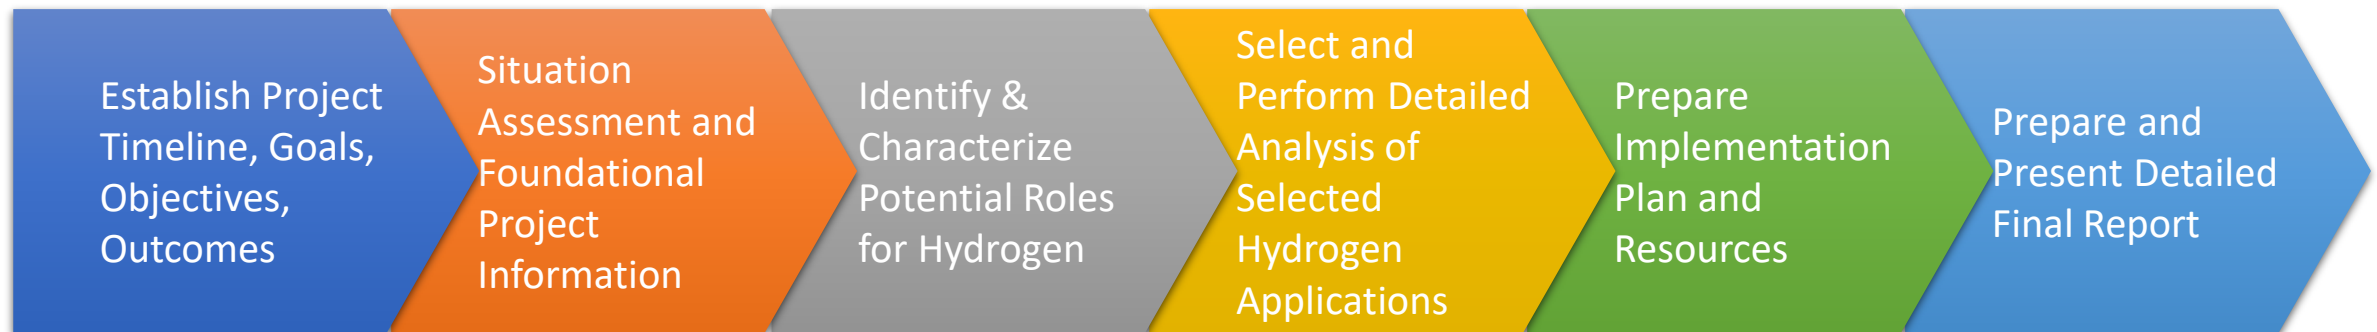 Establish Project
Timeline, Goals,
Objectives,
Outcomes
Situation
Assessment and
Foundational
Project
Information
Identify &
Characterize
Potential Roles
for Hydrogen
Select and
Perform Detailed
Analysis of
Selected
Hydrogen
Applications
Prepare
Implementation
Plan and
Resources
Prepare and
Present Detailed
Final Report